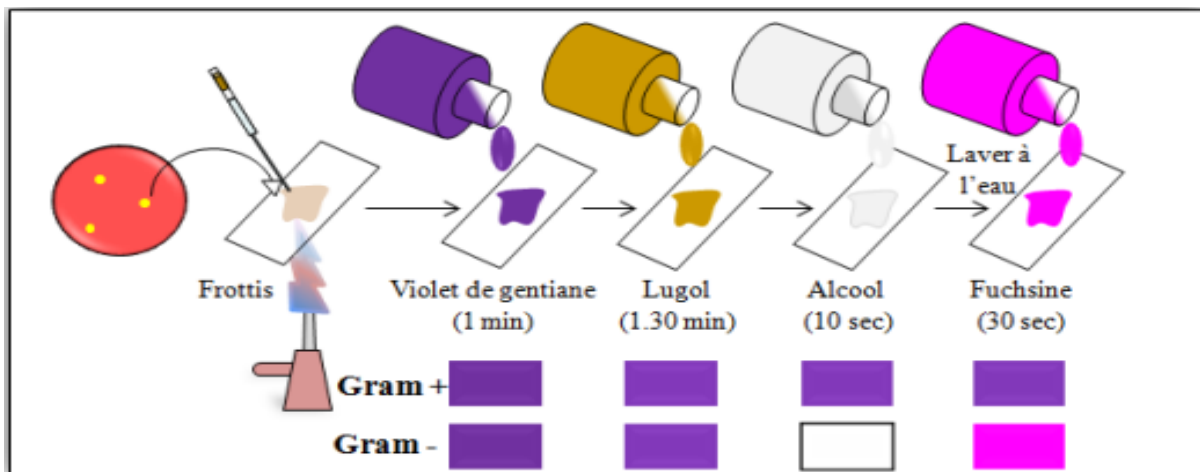 Laver à
l’eau
Frottis
Violet de gentiane
(1 min)
Lugol
(1.30 min)
Alcool
(10 sec)
Fuchsine
(30 sec)
Gram +
Gram -